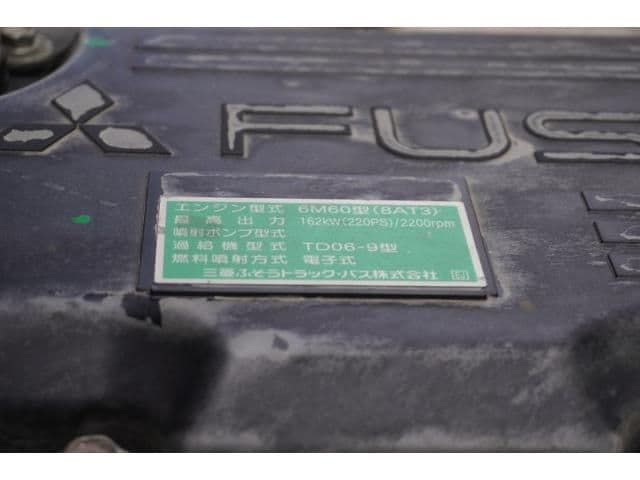 FUS
エンジン型式 6M60型(8AT3)
最高出力 162kW(220PS)/2200rpm
噴射ポンプ型式
過給機型式 TD06-9型
燃料噴射方式 電子式
三菱ふそうトラック・バス株式会社